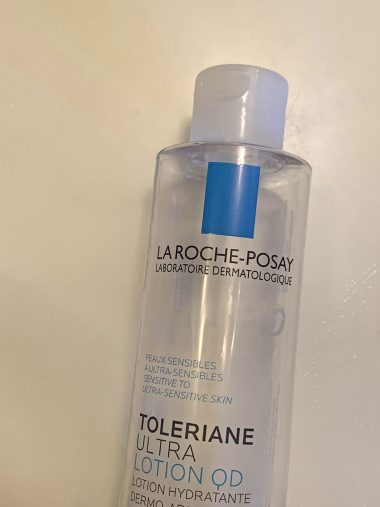 LA ROCHE-POSAY
LABORATOIRE DERMATOLOGIQUE
PEAUX SENSIBLES
À ULTRA-SENSIBLES
SENSITIVE TO
ULTRA-SENSITIVE SKIN
TOLERIANE
ULTRA
LOTION QD
LOTION HYDRATANTE